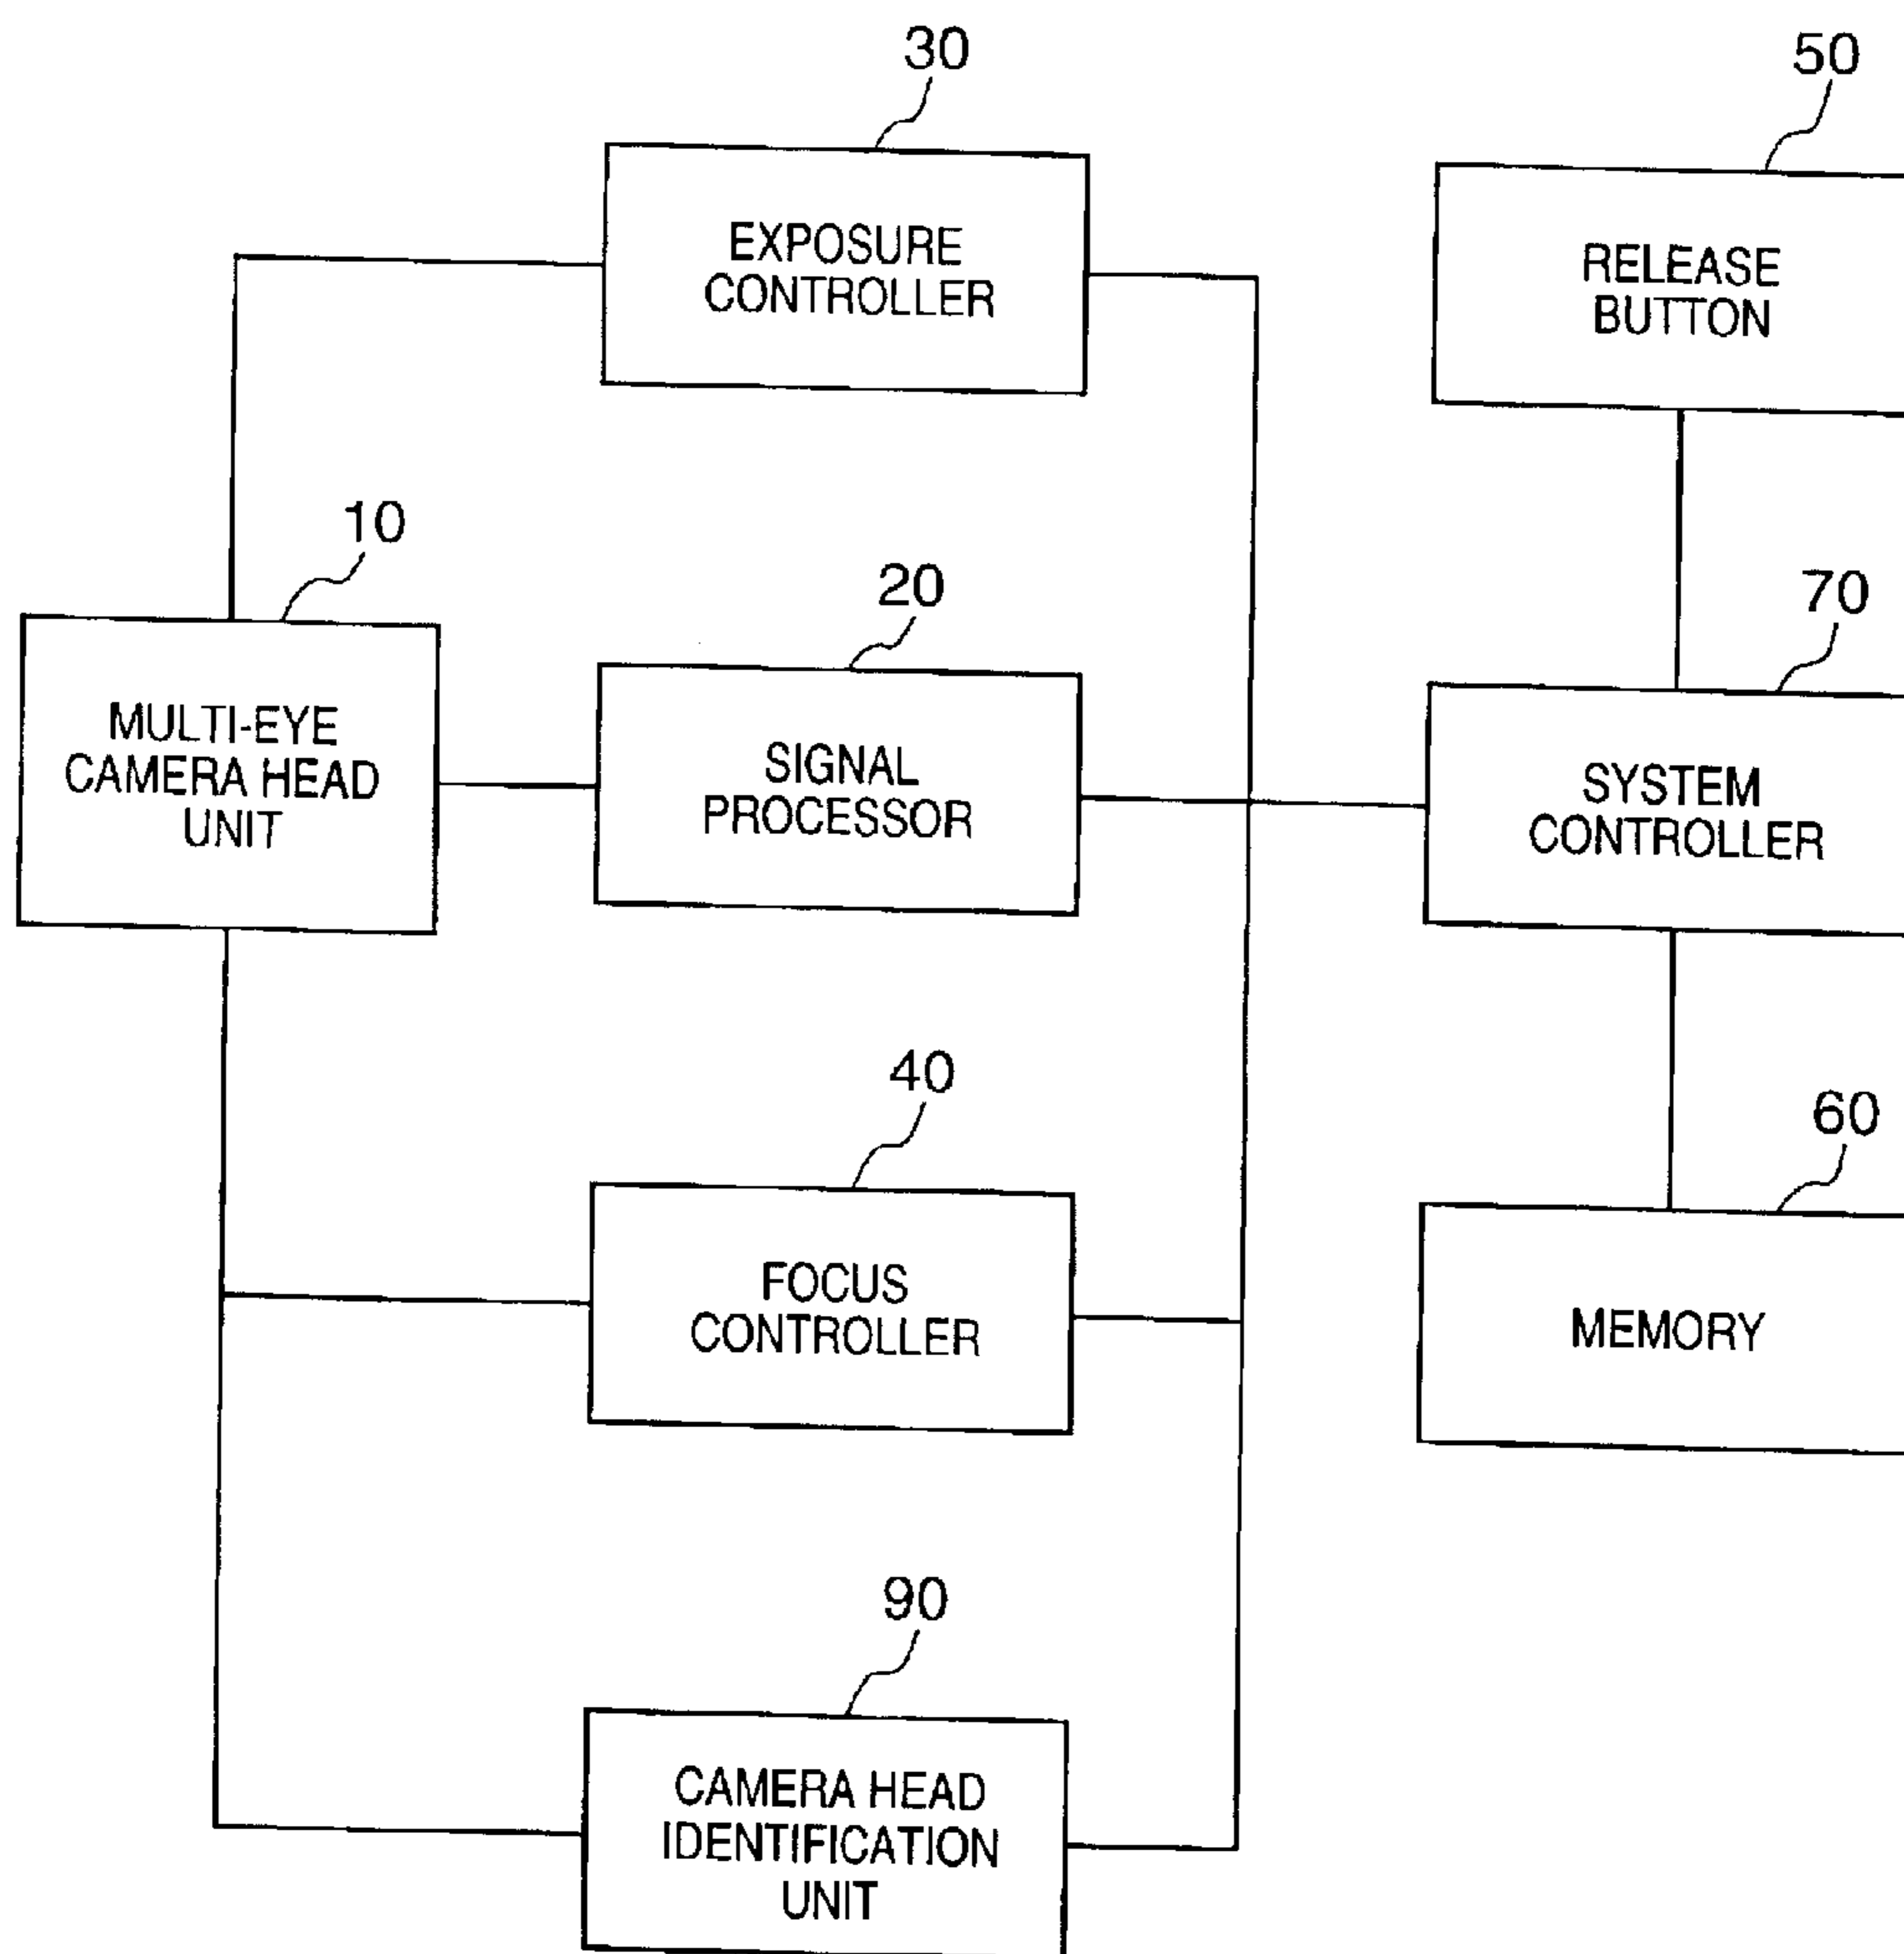 30
EXPOSURE
CONTROLLER
50
RELEASE
BUTTON
10
MULTI-EYE
CAMERA HEAD
UNIT
20
SIGNAL
PROCESSOR
70
SYSTEM
CONTROLLER
40
FOCUS
CONTROLLER
60
MEMORY
90
CAMERA HEAD
IDENTIFICATION
UNIT